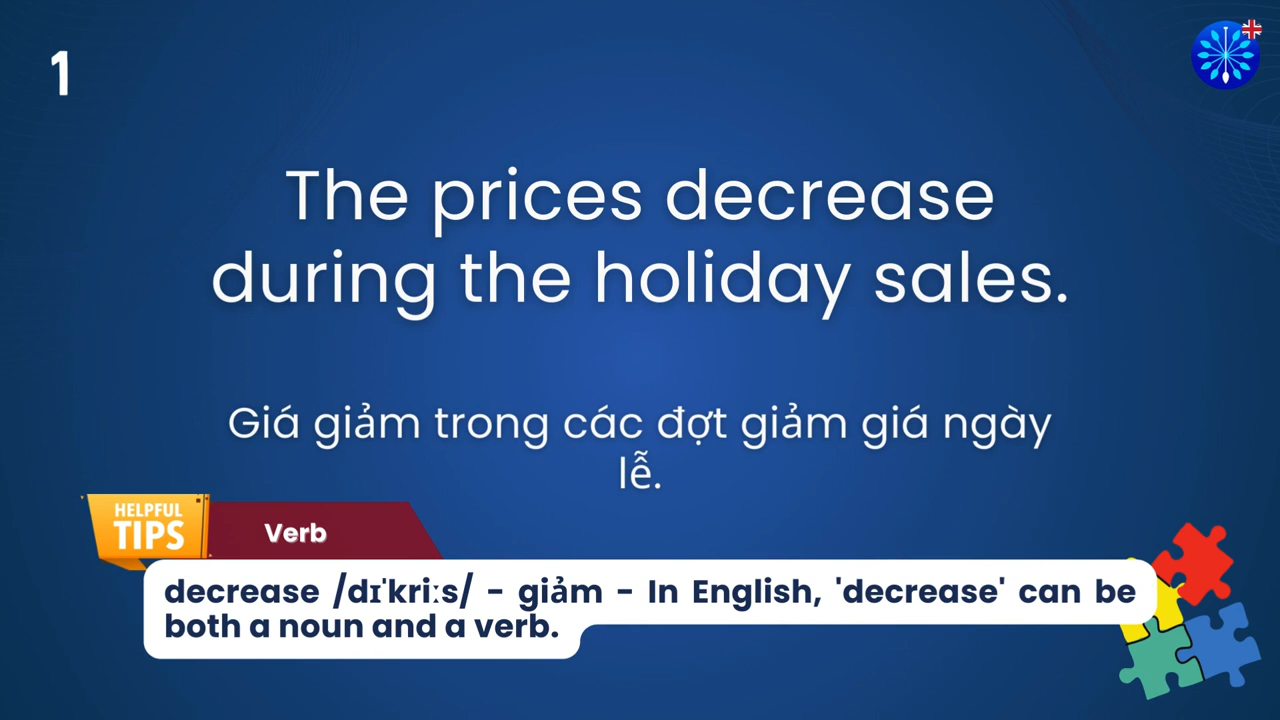 1
The prices decrease
during the holiday sales.
Giá giảm trong các đợt giảm giá ngày
lễ.
HELPFUL
TIPS
Verb
decrease /dɪˈkriːs/ - giảm - In English, 'decrease' can be
both a noun and a verb.